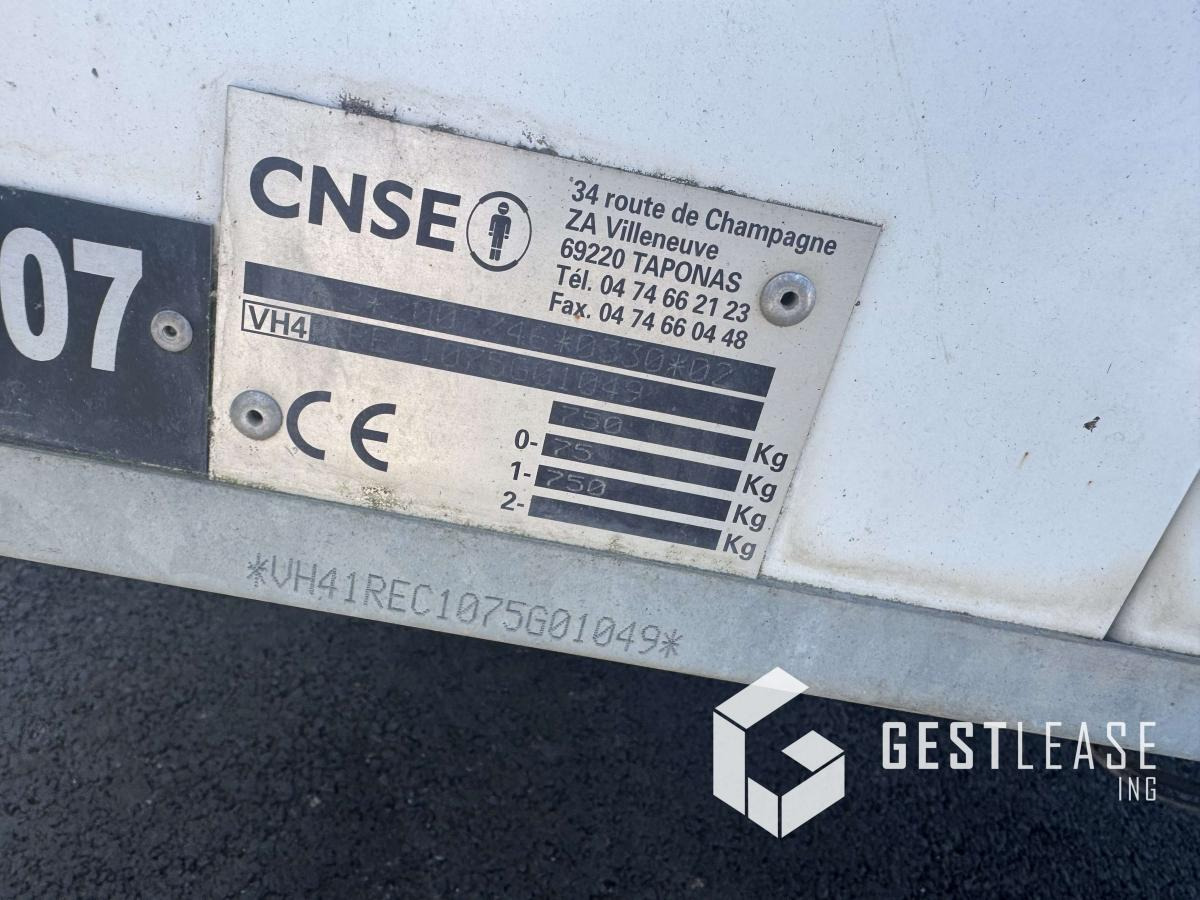 CNSE
34 route de Champagne
ZA Villeneuve
69220 TAPONAS
Tél. 04 74 66 21 23
Fax. 04 74 66 04 48
07
*0330*02
VH4
REC1075G01049
750 Kg
0- 75 Kg
1- 750 Kg
2- Kg
CE
*VH41REC1075G01049*
GESTLEASE
ING